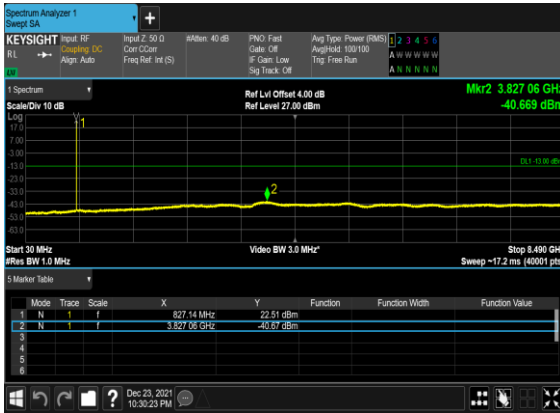 Spectrum Analyzer 1
Swept SA
+
KEYSIGHT Input: RF Input Z: 50 Ω #Atten: 40 dB PNO: Fast Avg Type: Power (RMS) 1 2 3 4 5 6
RL Coupling: DC Corr CCorr Gate: Off Avg|Hold: 100/100 A W W W W W
Align: Auto Freq Ref: Int (S) IF Gain: Low Trig: Free Run
Sig Track: Off A N N N N N
1 Spectrum Ref Lvl Offset 4.00 dB Mkr2 3.827 06 GHz
Scale/Div 10 dB Ref Level 27.00 dBm -40.669 dBm
Log
1
17.0
7.00
-3.00
-13.0 DL1 -13.00 dBm
-23.0
-33.0 2
-43.0
-53.0
-63.0
Start 30 MHz Video BW 3.0 MHz* Stop 8.490 GHz
#Res BW 1.0 MHz Sweep ~17.2 ms (40001 pts)
5 Marker Table
Mode Trace Scale X Y Function Function Width Function Value
1 N 1 f 827.14 MHz 22.51 dBm
2 N 1 f 3.827 06 GHz -40.67 dBm
3
4
5
6
? Dec 23, 2021
10:30:23 PM